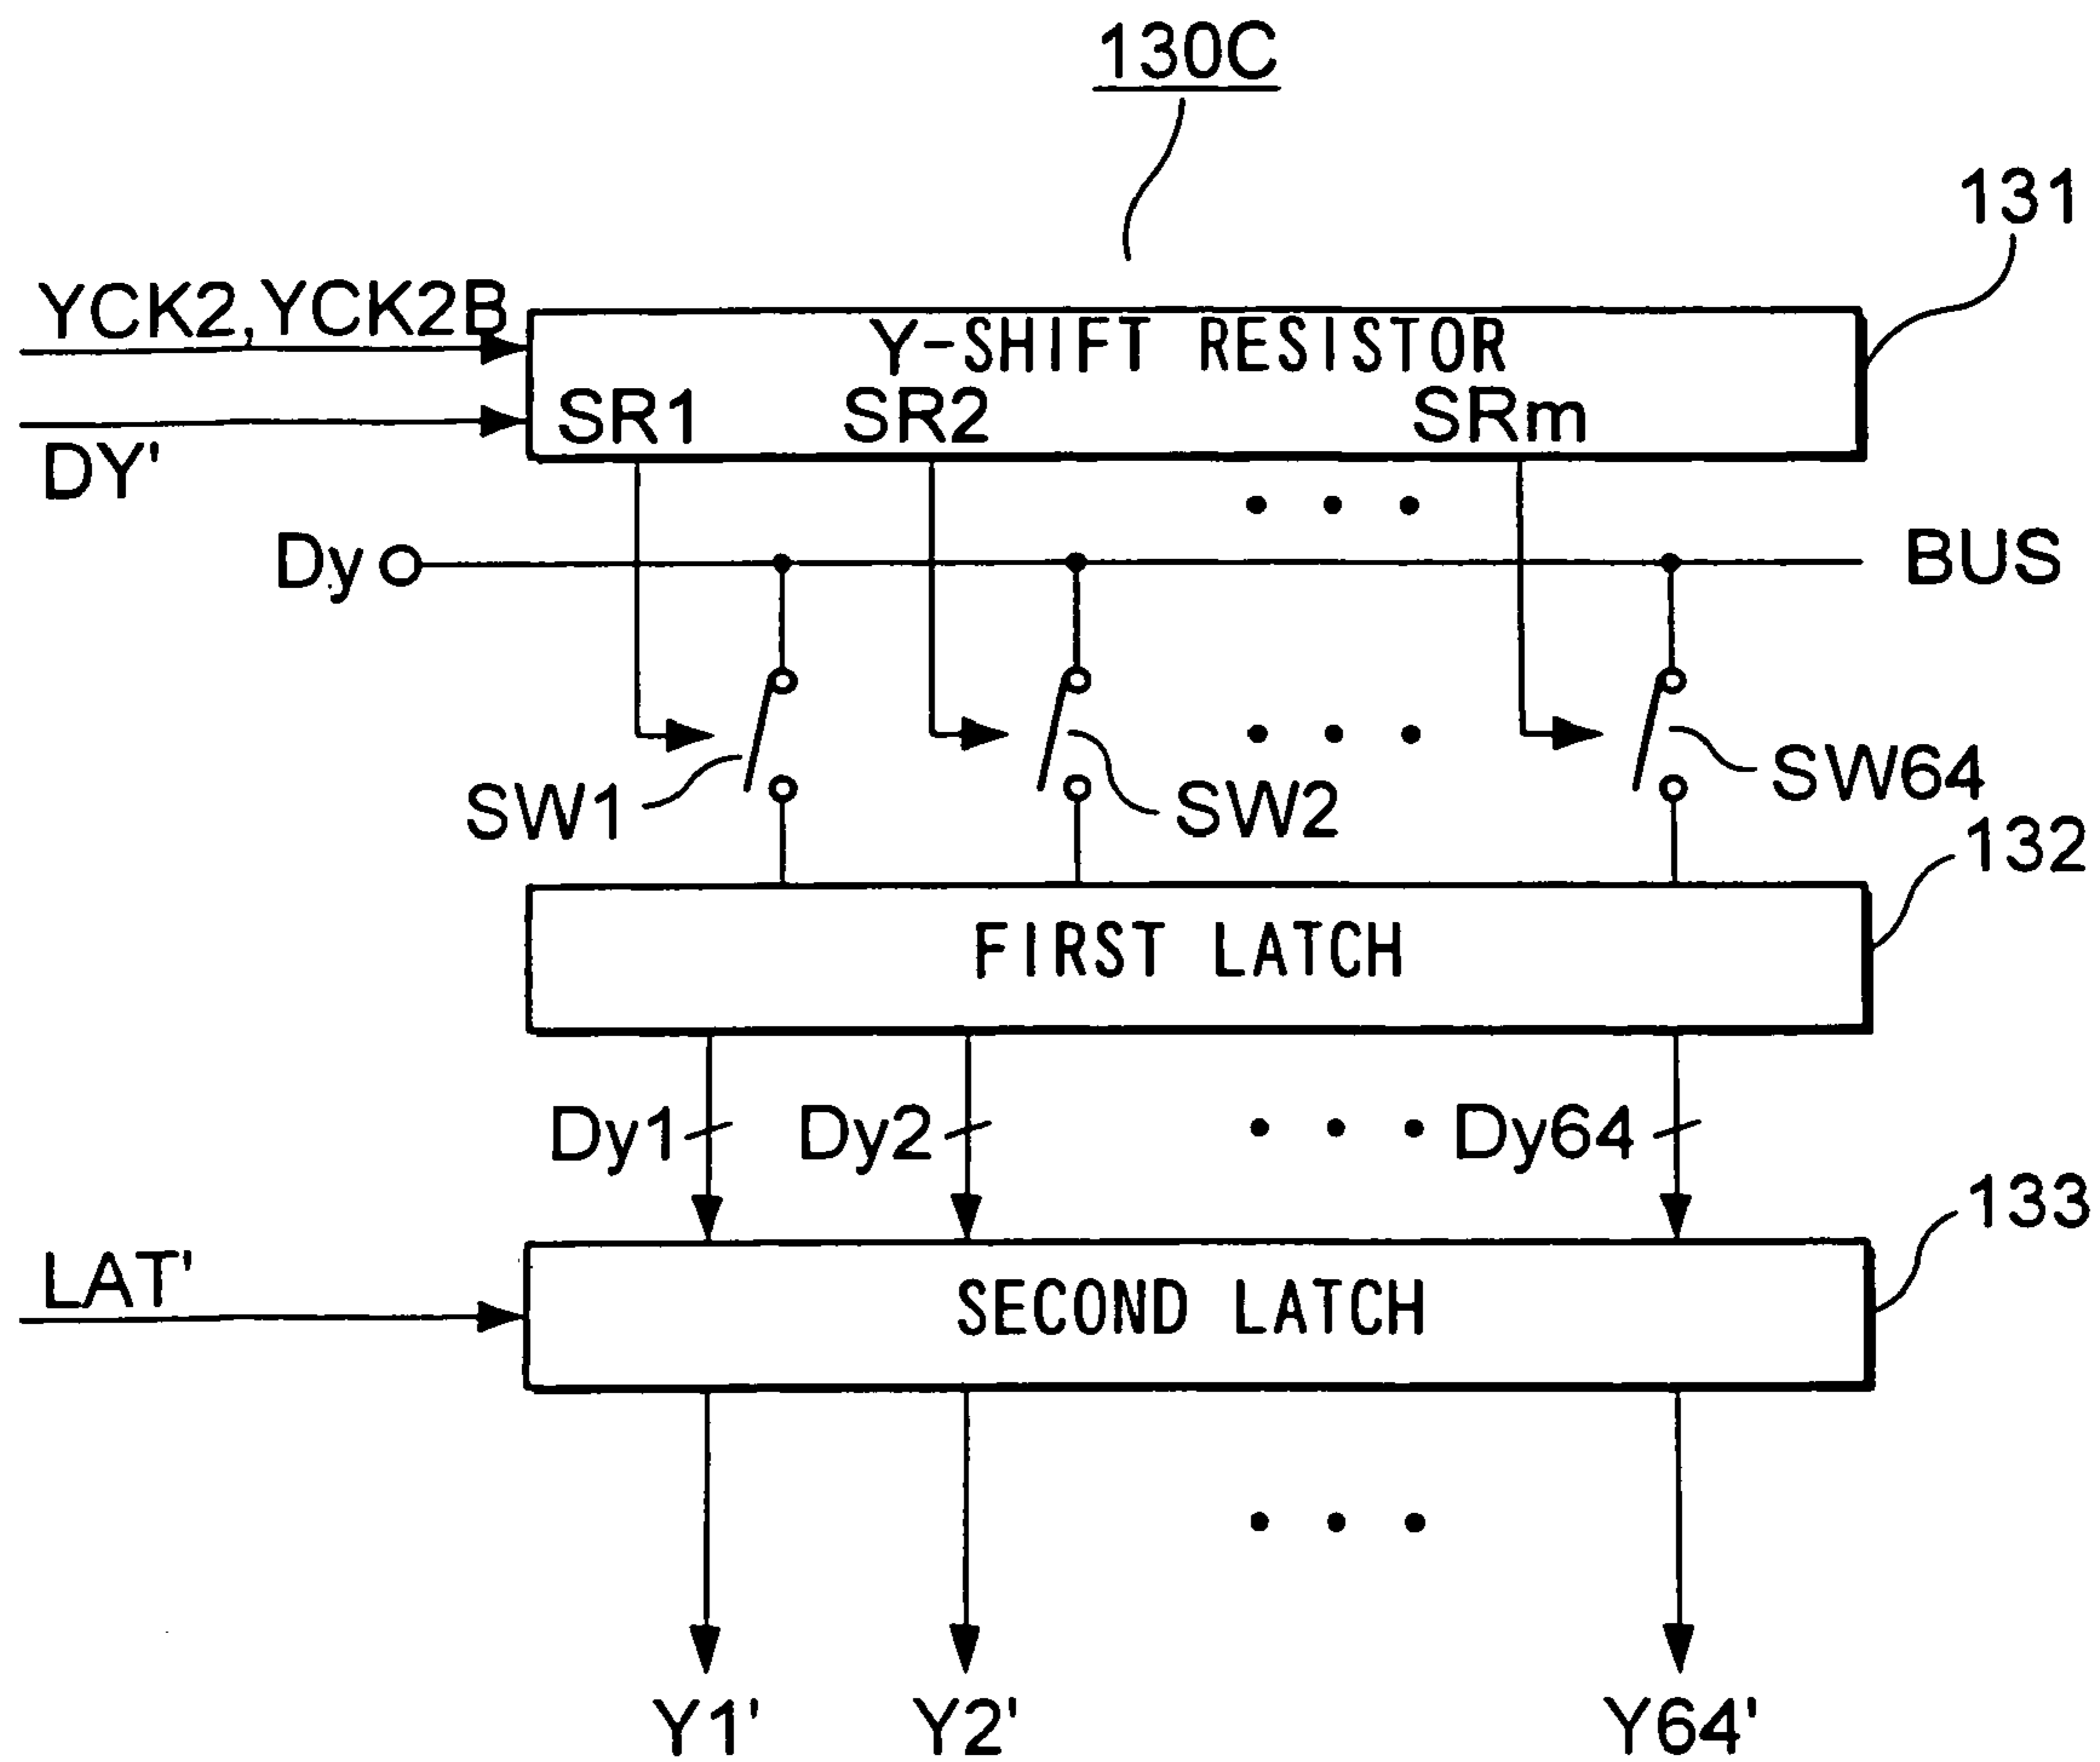 130C
131
YCK2,YCK2B
Y-SHIFT RESISTOR
SR1 SR2 SRm
DY'
Dy
BUS
SW1
SW2
SW64
132
FIRST LATCH
Dy1 Dy2 Dy64
133
LAT'
SECOND LATCH
Y1' Y2' Y64'